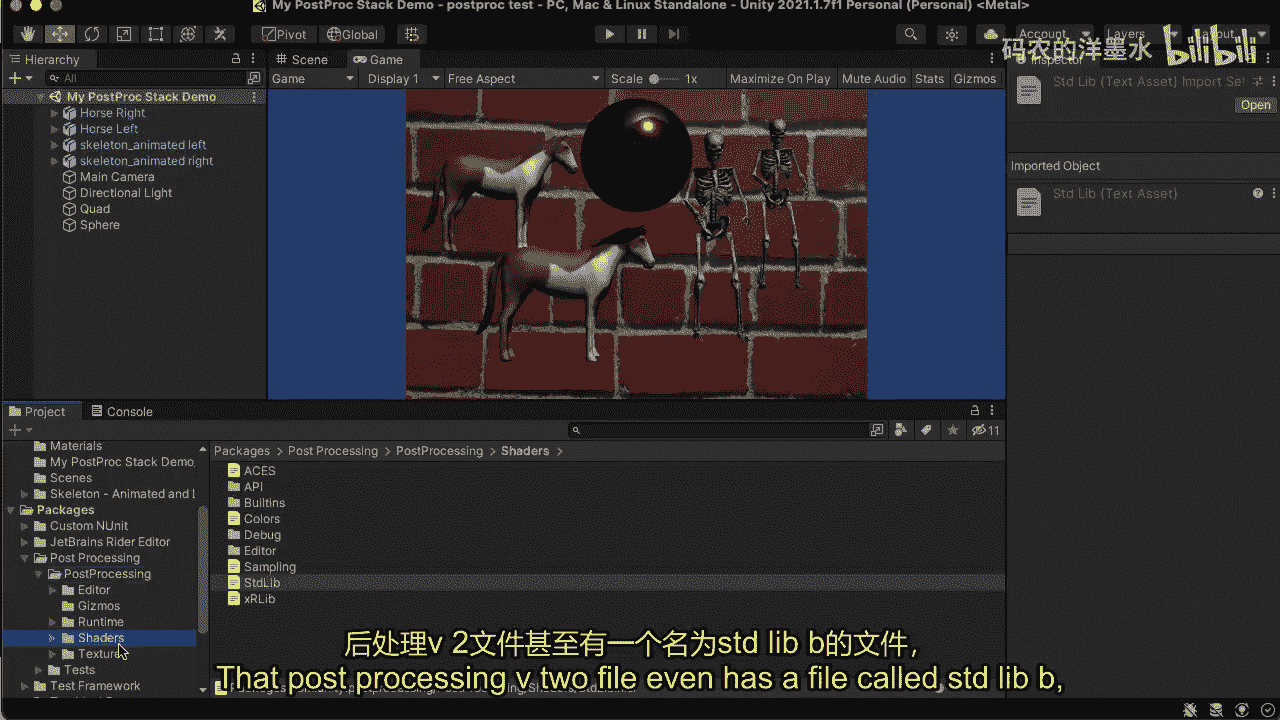 My PostProc Stack Demo - postproc test - PC, Mac & Linux Standalone - Unity 2021.1.7f1 Personal (Personal) <Metal>
Pivot Global Account Layers
码农的洋墨水 bilibili
Hierarchy Scene Game Inspector
All Game Display 1 Free Aspect Scale 1x Maximize On Play Mute Audio Stats Gizmos
Std Lib (Text Asset) Import Se
Open
My PostProc Stack Demo
Horse Right
Horse Left
skeleton_animated left
skeleton_animated right
Main Camera
Directional Light
Quad
Sphere
Imported Object
Std Lib (Text Asset)
Project Console
11
Materials
My PostProc Stack Demo
Scenes
Skeleton - Animated and
Packages
Custom NUnit
JetBrains Rider Editor
Post Processing
PostProcessing
Editor
Gizmos
Runtime
Shaders
Texture
Tests
Test Framework
Packages > Post Processing > PostProcessing > Shaders >
ACES
API
Builtins
Colors
Debug
Editor
Sampling
StdLib
xRLib
后处理v 2文件甚至有一个名为std lib b的文件，
That post processing v two file even has a file called std lib b,